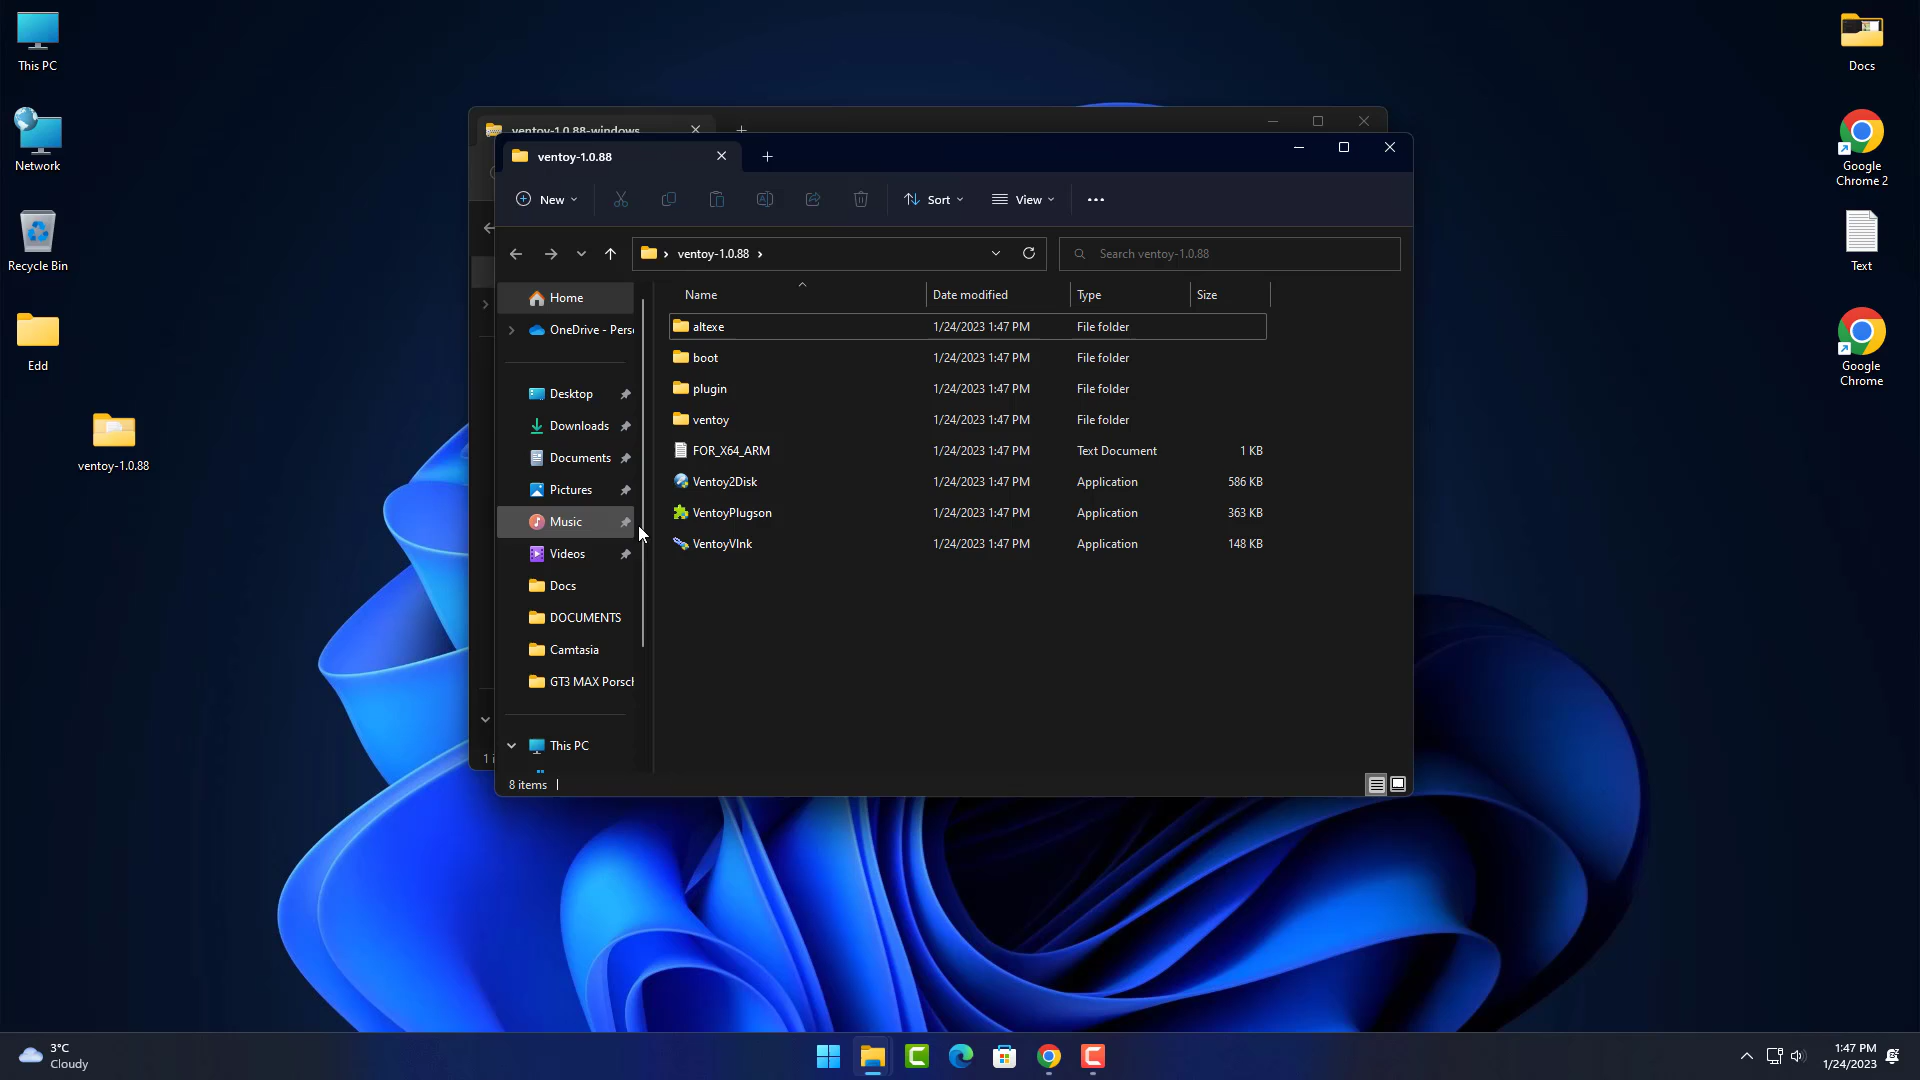 This PC
Network
Recycle Bin
Edd
ventoy-1.0.88
Docs
Google
Chrome 2
Text
Google
Chrome
ventoy-1.0.88-windows
ventoy-1.0.88
New
Sort
View
ventoy-1.0.88
Search ventoy-1.0.88
Home
OneDrive - Pers
Desktop
Downloads
Documents
Pictures
Music
Videos
Docs
DOCUMENTS
Camtasia
GT3 MAX Porsch
This PC
Name Date modified Type Size
altexe 1/24/2023 1:47 PM File folder
boot 1/24/2023 1:47 PM File folder
plugin 1/24/2023 1:47 PM File folder
ventoy 1/24/2023 1:47 PM File folder
FOR_X64_ARM 1/24/2023 1:47 PM Text Document 1 KB
Ventoy2Disk 1/24/2023 1:47 PM Application 586 KB
VentoyPlugson 1/24/2023 1:47 PM Application 363 KB
VentoyVlnk 1/24/2023 1:47 PM Application 148 KB
8 items
3°C
Cloudy
1:47 PM
1/24/2023